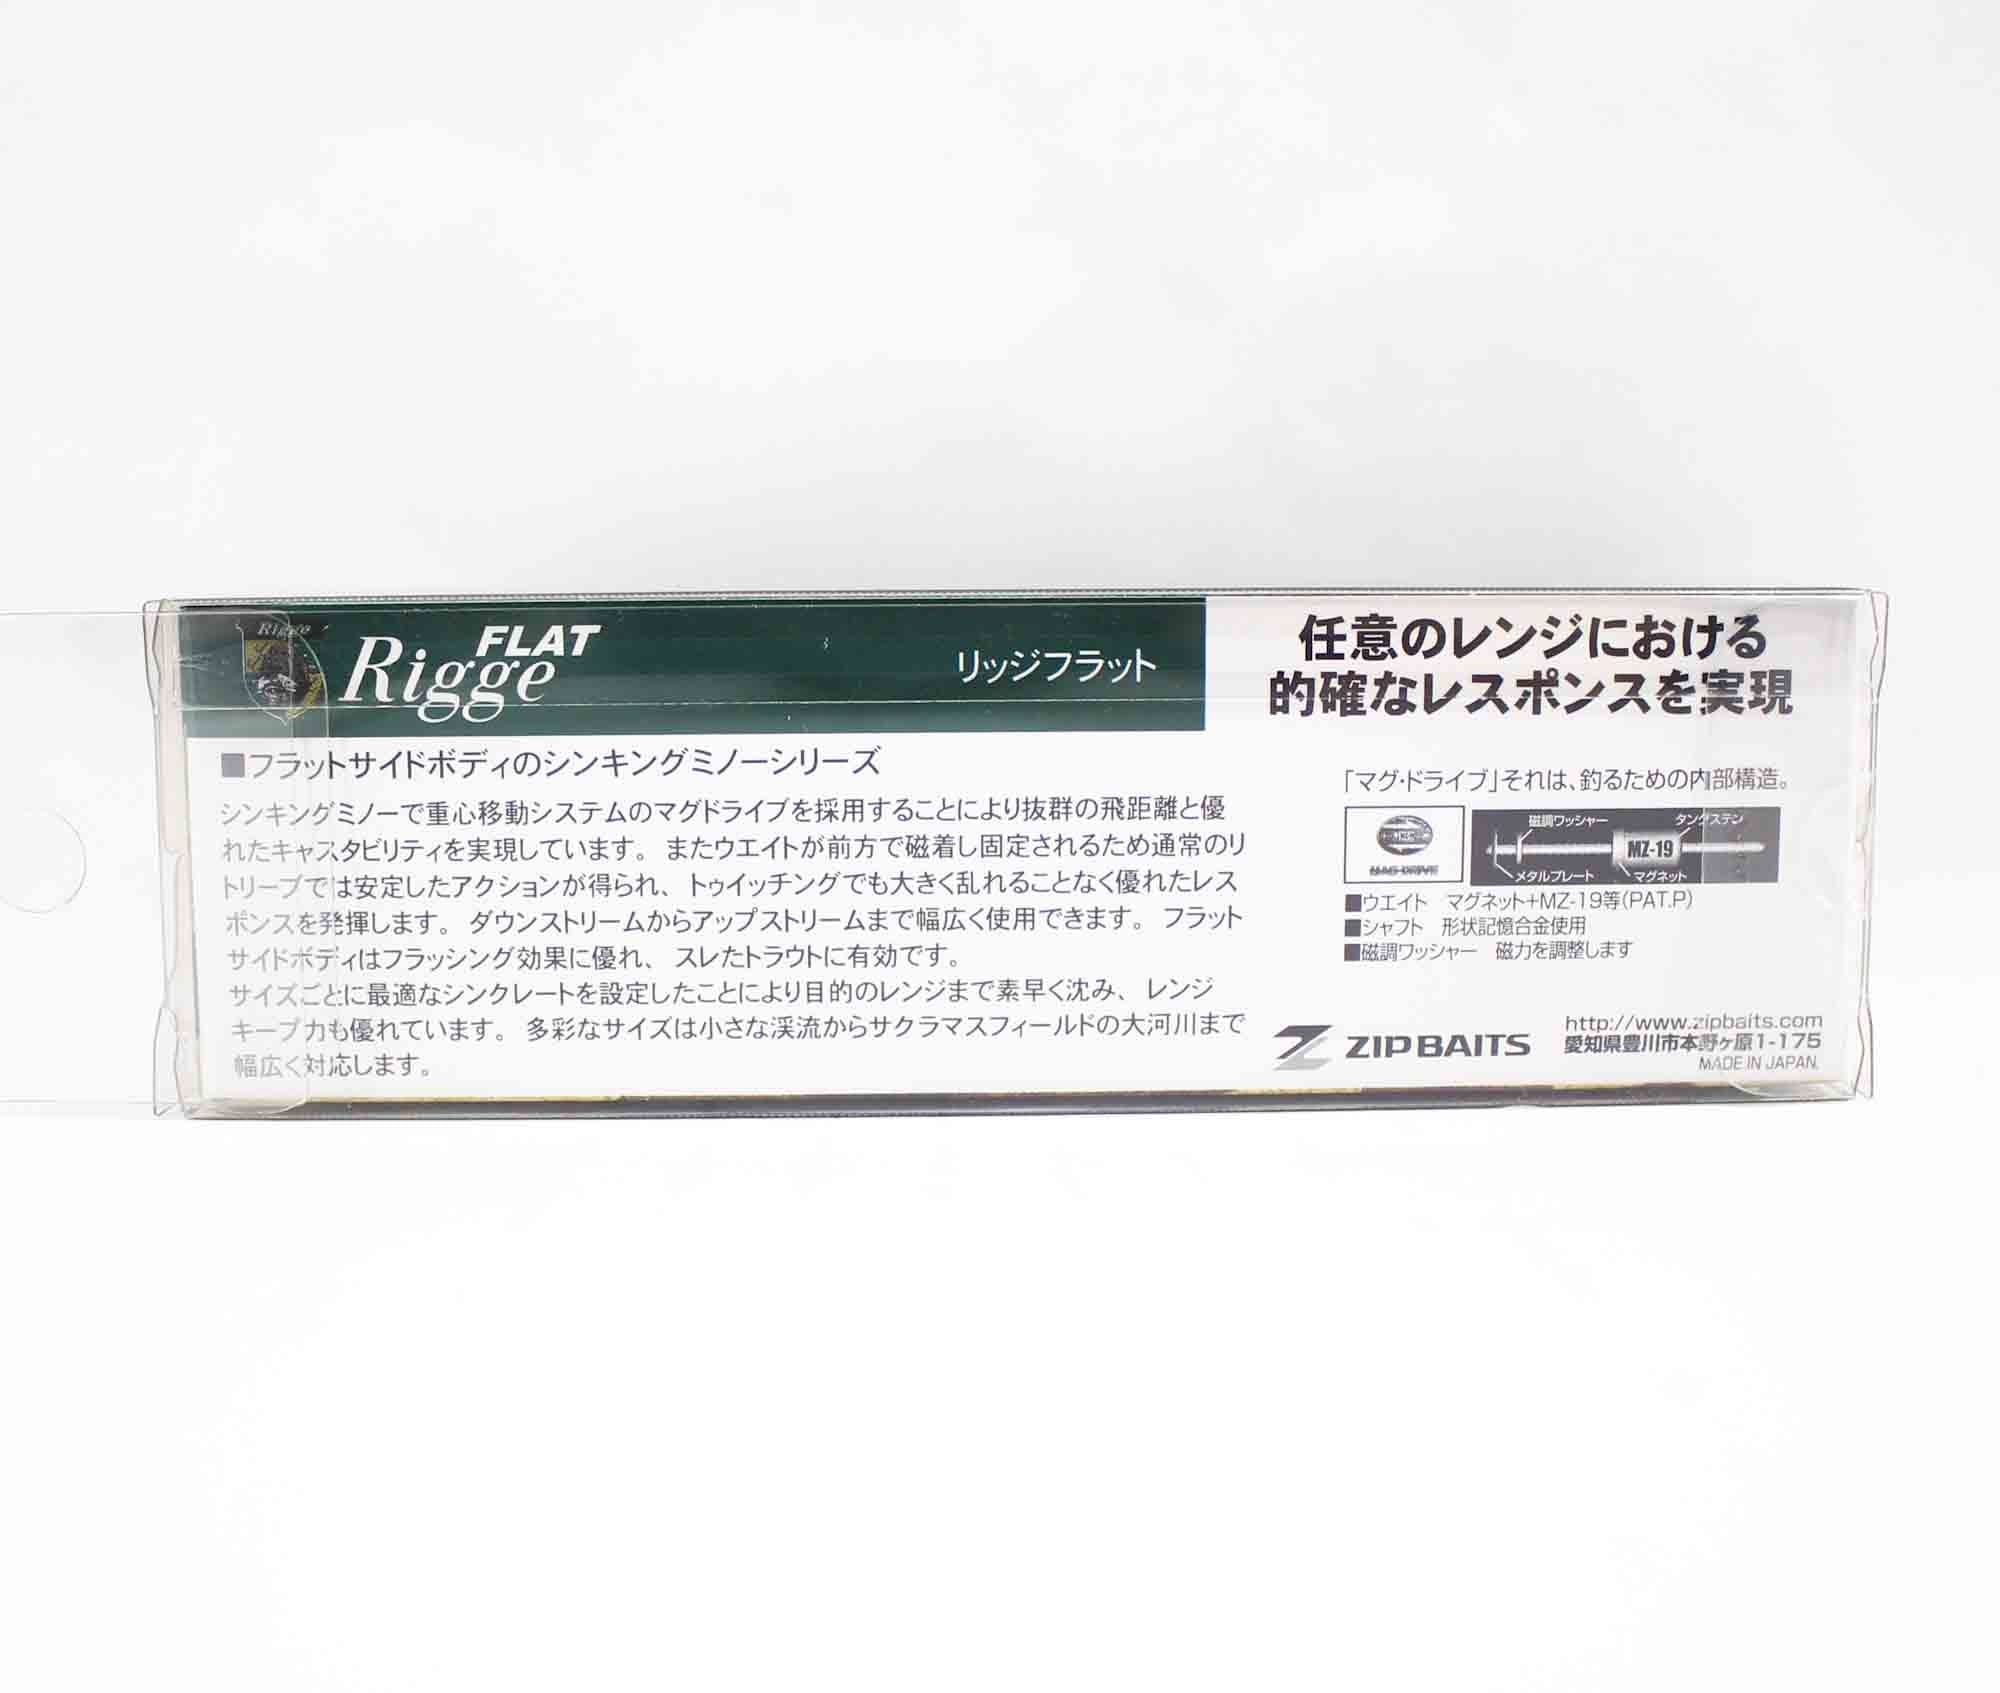 Rigge
FLAT
Rigge
リッジフラット
任意のレンジにおける
的確なレスポンスを実現
■フラットサイドボディのシンキングミノーシリーズ
シンキングミノーで重心移動システムのマグドライブを採用することにより抜群の飛距離と優
れたキャスタビリティを実現しています。またウエイトが前方で磁着し固定されるため通常のリ
トリーブでは安定したアクションが得られ、トゥイッチングでも大きく乱れることなく優れたレス
ポンスを発揮します。ダウンストリームからアップストリームまで幅広く使用できます。フラット
サイドボディはフラッシング効果に優れ、スレたトラウトに有効です。
サイズごとに最適なシンクレートを設定したことにより目的のレンジまで素早く沈み、レンジ
キープ力も優れています。多彩なサイズは小さな渓流からサクラマスフィールドの大河川まで
幅広く対応します。
「マグ・ドライブ」それは、釣るための内部構造。
MAG DRIVE
磁調ワッシャー
タングステン
MZ-19
メタルプレート
マグネット
■ウエイト マグネット+MZ-19等(PAT.P)
■シャフト 形状記憶合金使用
■磁調ワッシャー 磁力を調整します
ZIPBAITS
http://www.zipbaits.com
愛知県豊川市本野ヶ原1-175
MADE IN JAPAN.